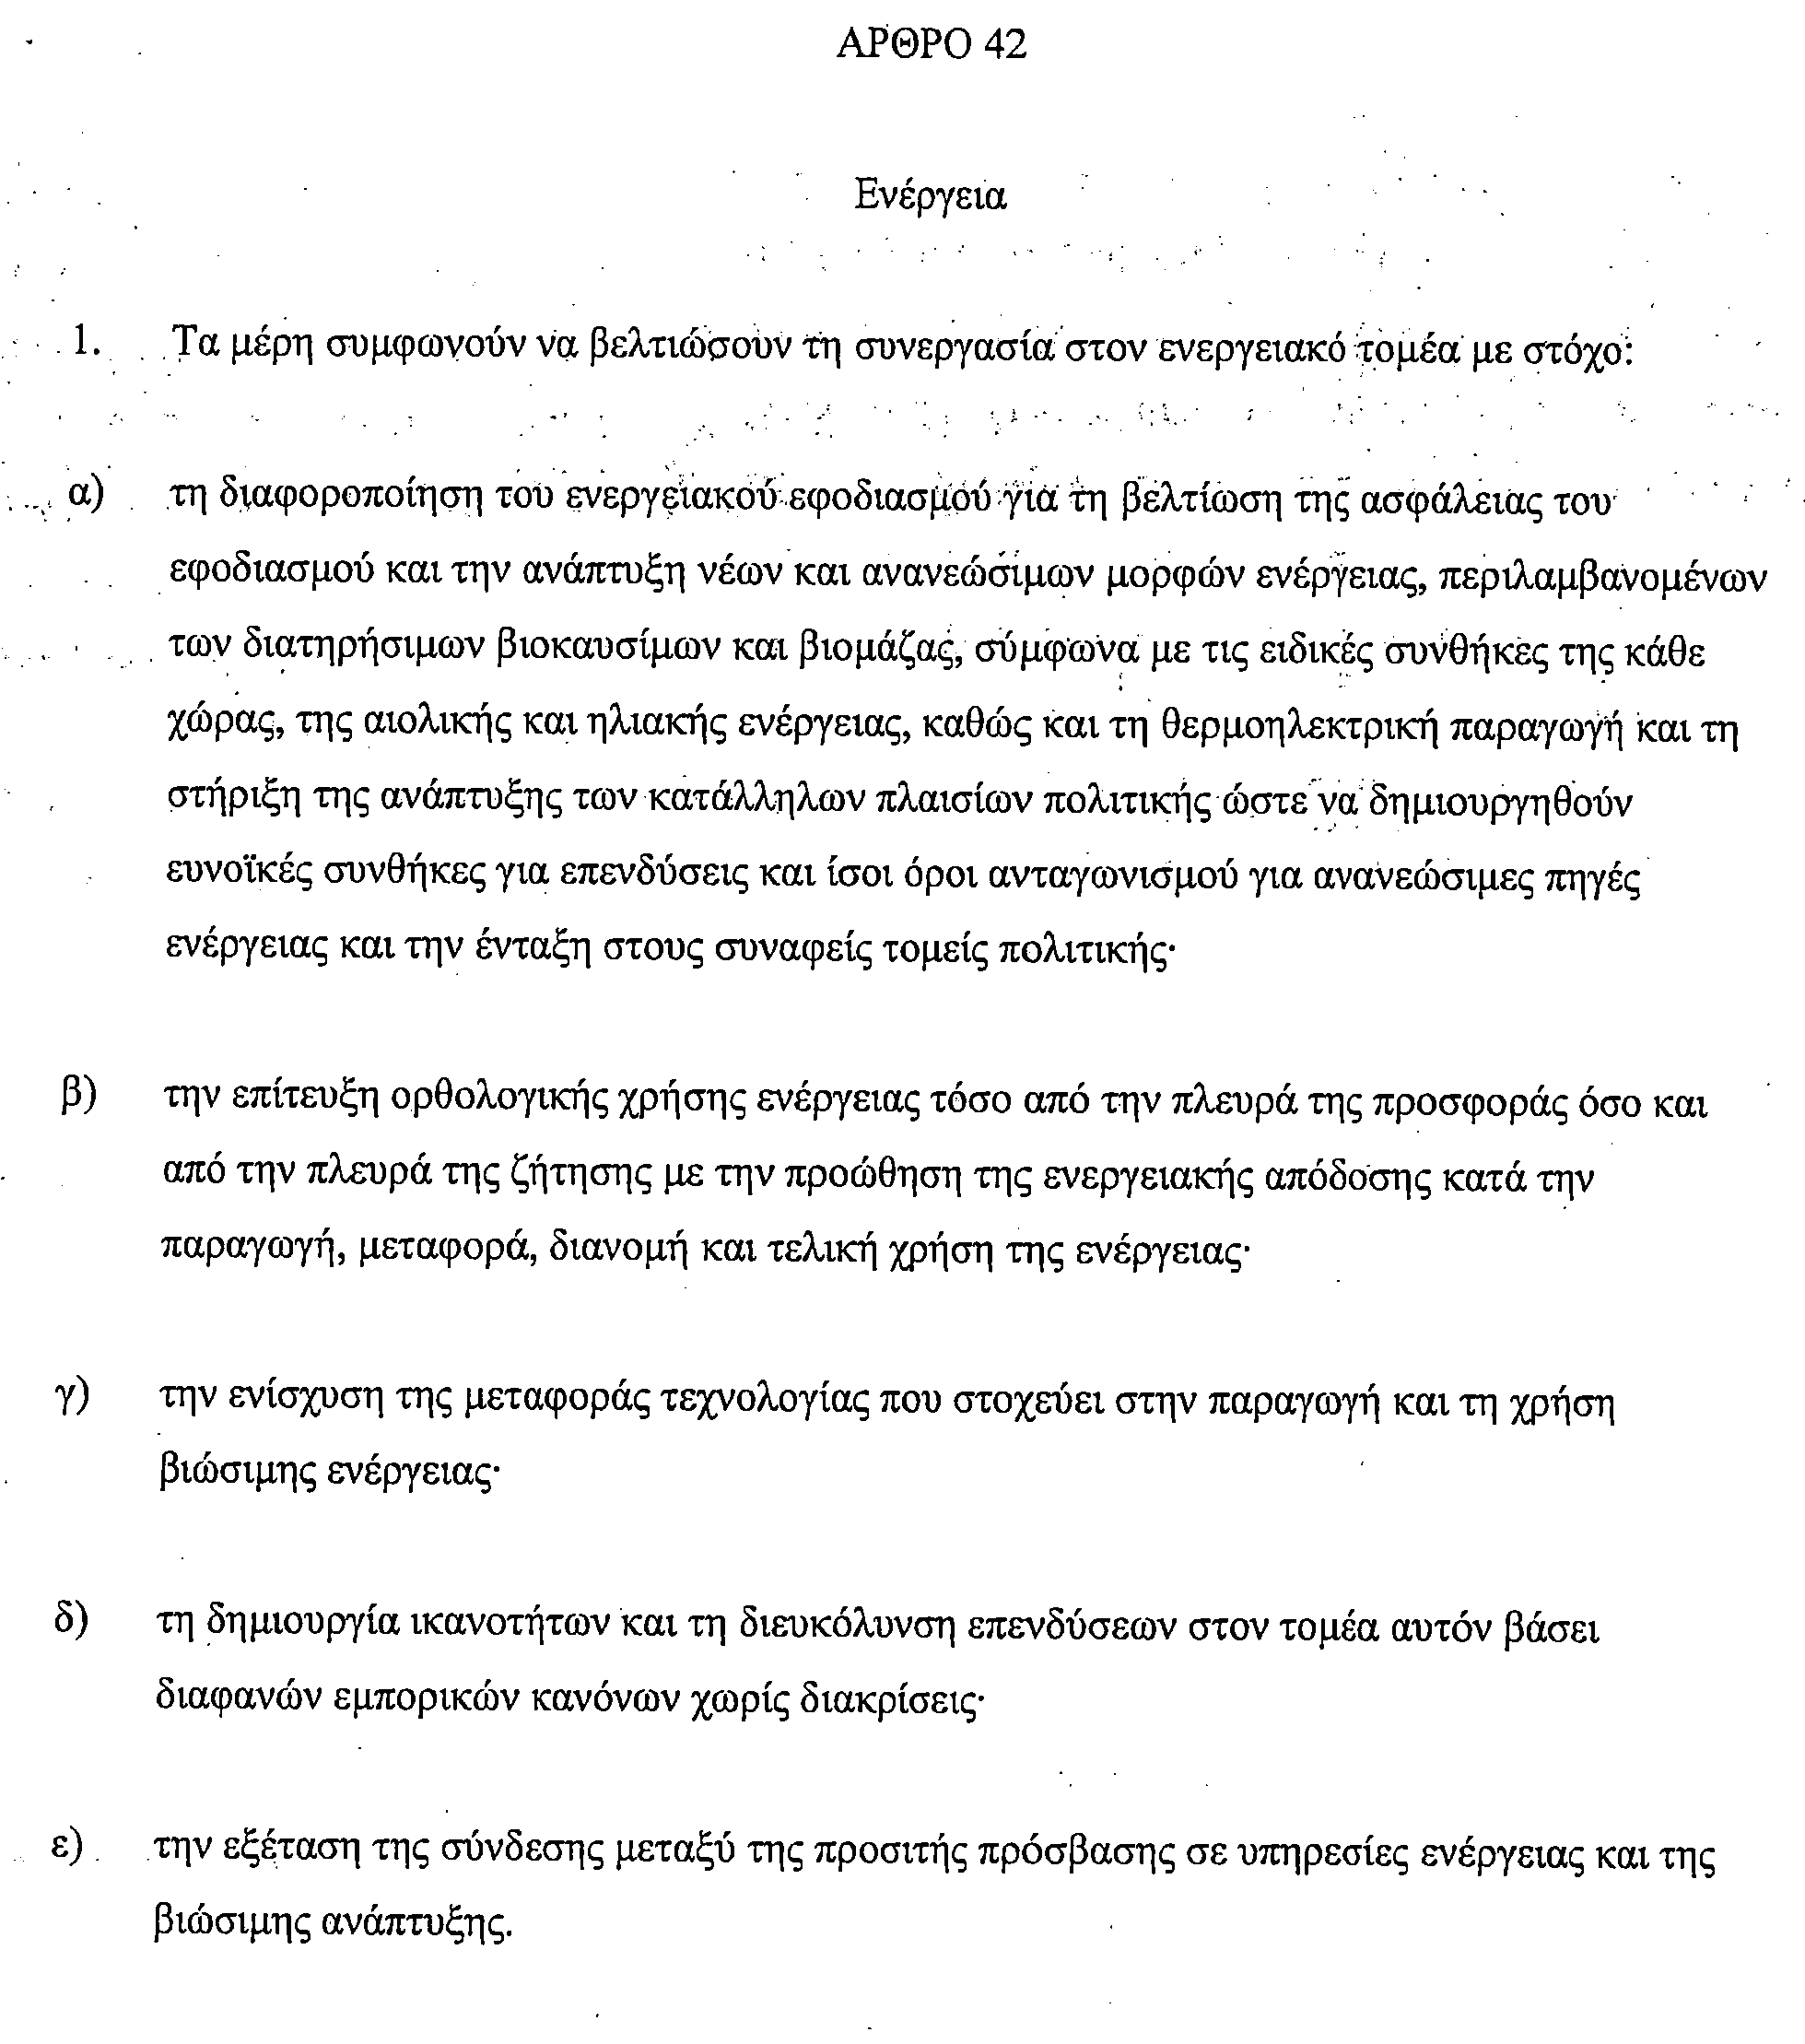 ΑΡΘΡΟ 42
Ενέργεια
1. Τα μέρη συμφωνούν να βελτιώσουν τη συνεργασία στον ενεργειακό τομέα με στόχο:
α) τη διαφοροποίηση του ενεργειακού εφοδιασμού για τη βελτίωση της ασφάλειας του
εφοδιασμού και την ανάπτυξη νέων και ανανεώσιμων μορφών ενέργειας, περιλαμβανομένων
των διατηρήσιμων βιοκαυσίμων και βιομάζας, σύμφωνα με τις ειδικές συνθήκες της κάθε
χώρας, της αιολικής και ηλιακής ενέργειας, καθώς και τη θερμοηλεκτρική παραγωγή και τη
στήριξη της ανάπτυξης των κατάλληλων πλαισίων πολιτικής ώστε να δημιουργηθούν
ευνοϊκές συνθήκες για επενδύσεις και ίσοι όροι ανταγωνισμού για ανανεώσιμες πηγές
ενέργειας και την ένταξη στους συναφείς τομείς πολιτικής·
β) την επίτευξη ορθολογικής χρήσης ενέργειας τόσο από την πλευρά της προσφοράς όσο και
από την πλευρά της ζήτησης με την προώθηση της ενεργειακής απόδοσης κατά την
παραγωγή, μεταφορά, διανομή και τελική χρήση της ενέργειας·
γ) την ενίσχυση της μεταφοράς τεχνολογίας που στοχεύει στην παραγωγή και τη χρήση
βιώσιμης ενέργειας·
δ) τη δημιουργία ικανοτήτων και τη διευκόλυνση επενδύσεων στον τομέα αυτόν βάσει
διαφανών εμπορικών κανόνων χωρίς διακρίσεις·
ε) την εξέταση της σύνδεσης μεταξύ της προσιτής πρόσβασης σε υπηρεσίες ενέργειας και της
βιώσιμης ανάπτυξης.